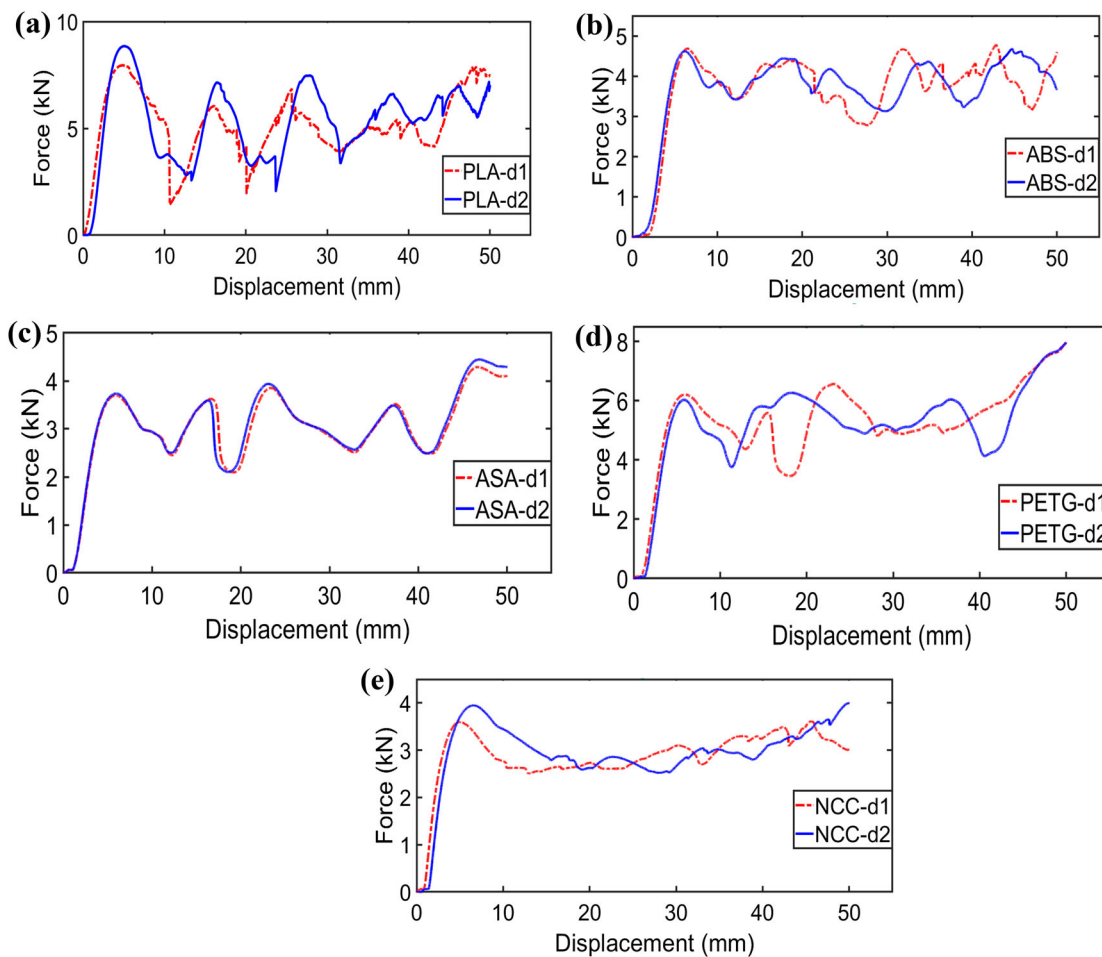 (a)
10
5
0
Force (kN)
0 10 20 30 40 50
Displacement (mm)
PLA-d1
PLA-d2
(b)
5
4
3
2
1
0
Force (kN)
0 10 20 30 40 50
Displacement (mm)
ABS-d1
ABS-d2
(c)
5
4
3
2
1
0
Force (kN)
0 10 20 30 40 50
Displacement (mm)
ASA-d1
ASA-d2
(d)
8
6
4
2
0
Force (kN)
0 10 20 30 40 50
Displacement (mm)
PETG-d1
PETG-d2
(e)
4
3
2
1
0
Force (kN)
0 10 20 30 40 50
Displacement (mm)
NCC-d1
NCC-d2